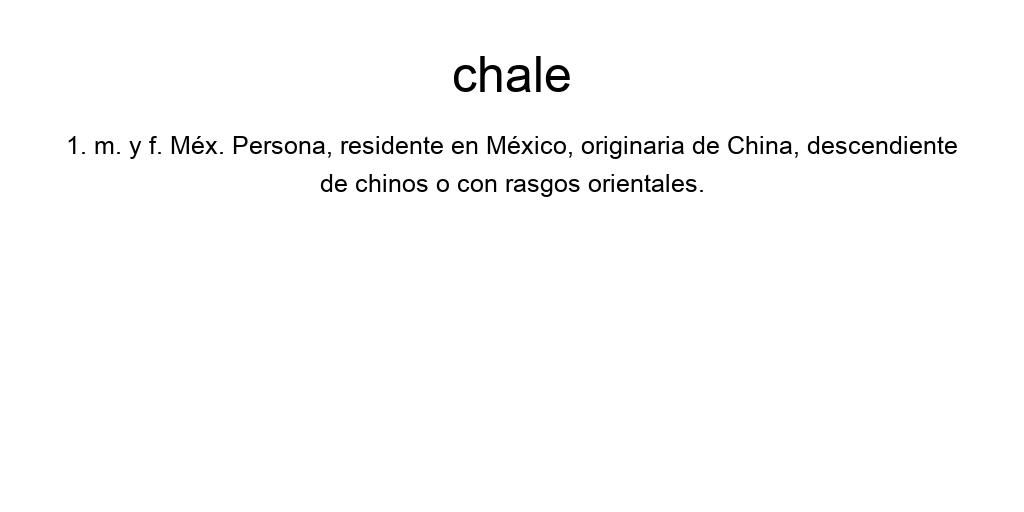 chale
1. m. y f. Méx. Persona, residente en México, originaria de China, descendiente
de chinos o con rasgos orientales.